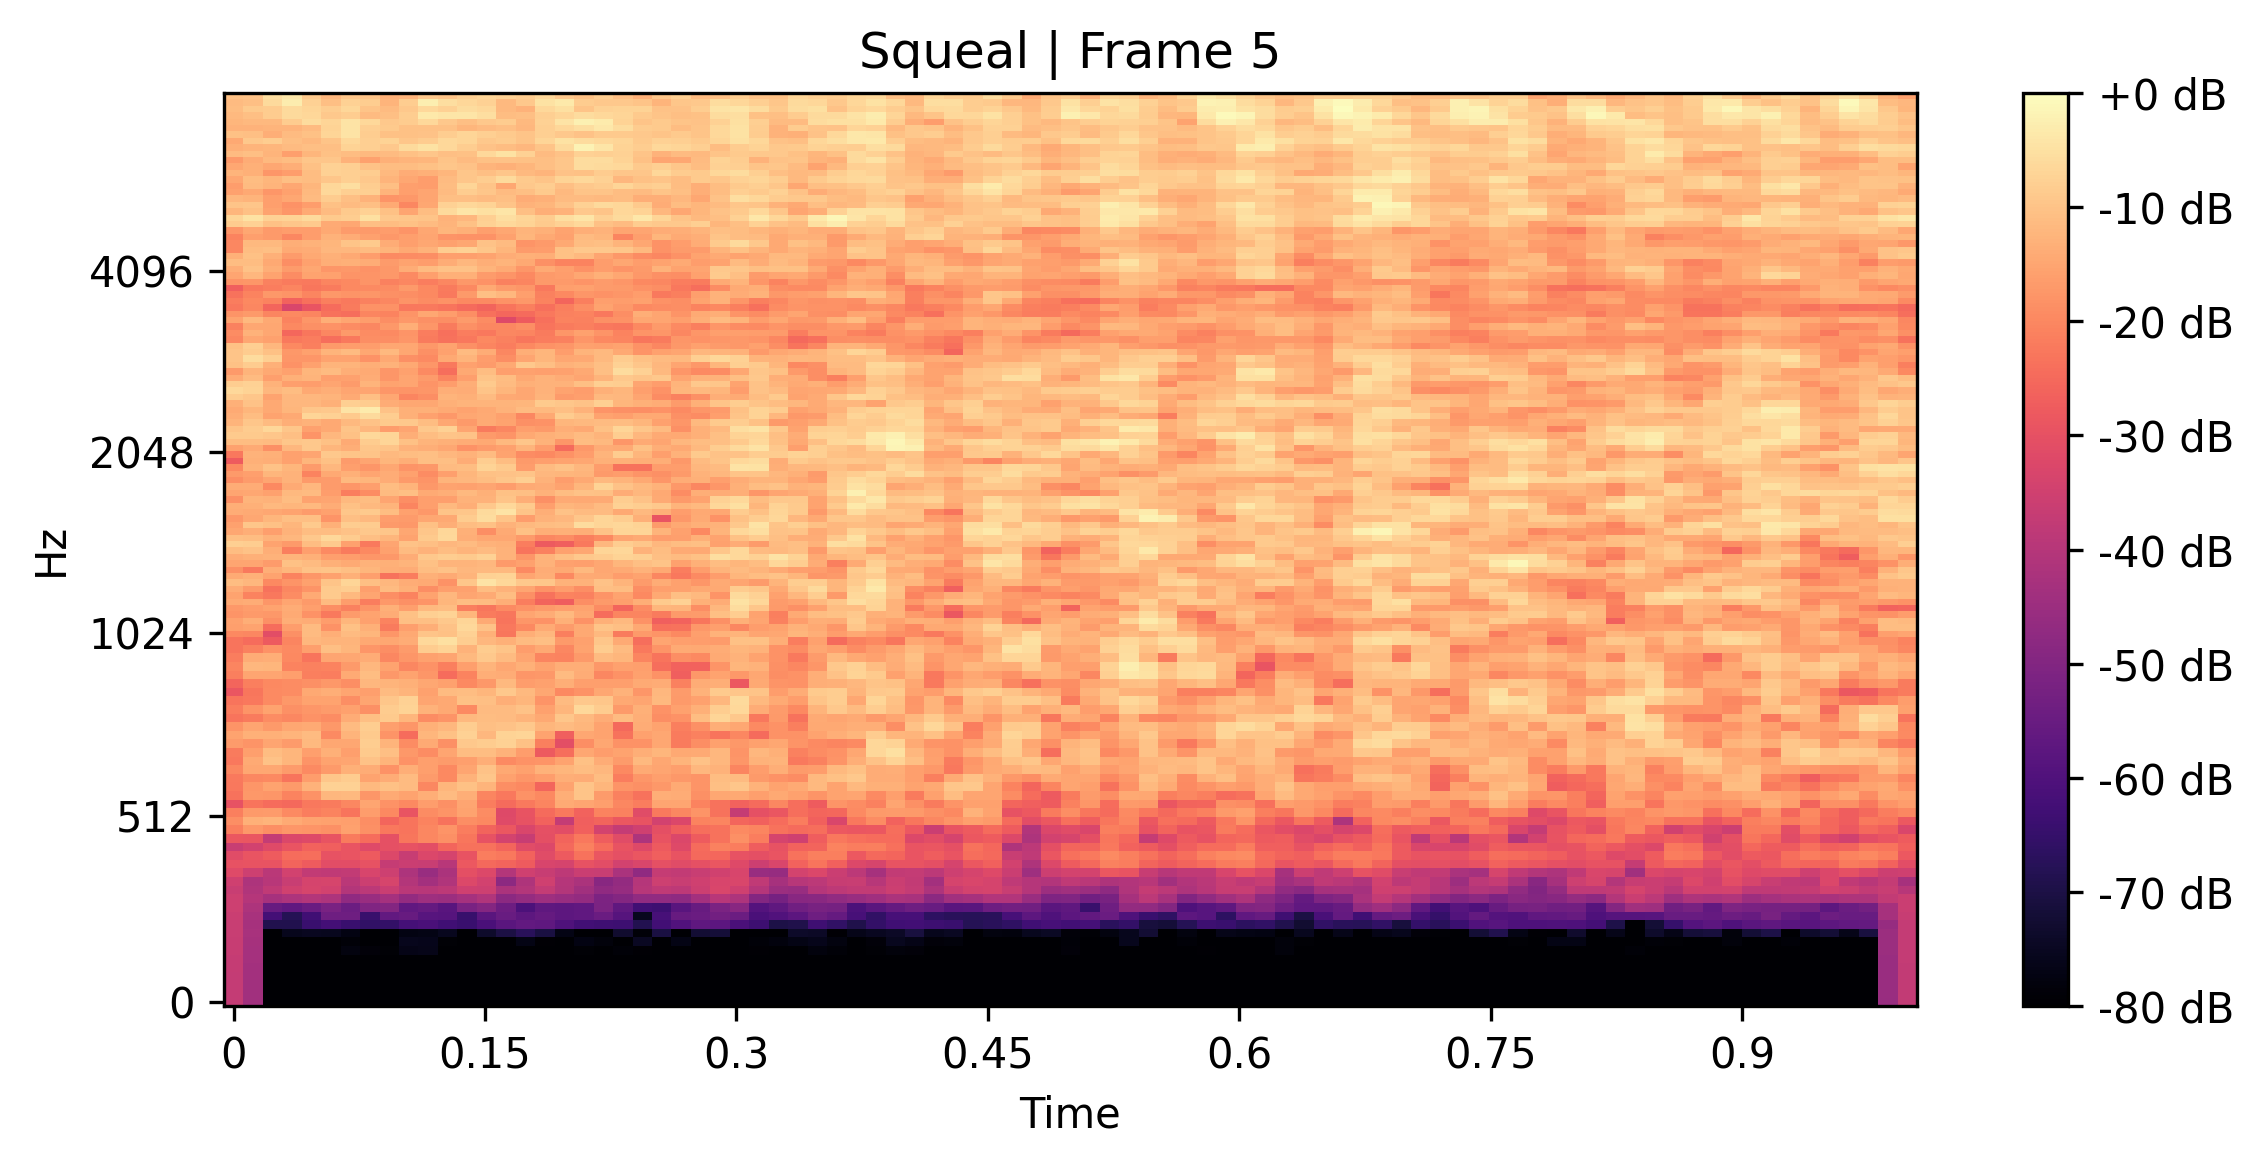 Squeal | Frame 5
+0 dB
-10 dB
-20 dB
-30 dB
-40 dB
-50 dB
-60 dB
-70 dB
-80 dB
Hz
4096
2048
1024
512
0
0 0.15 0.3 0.45 0.6 0.75 0.9
Time